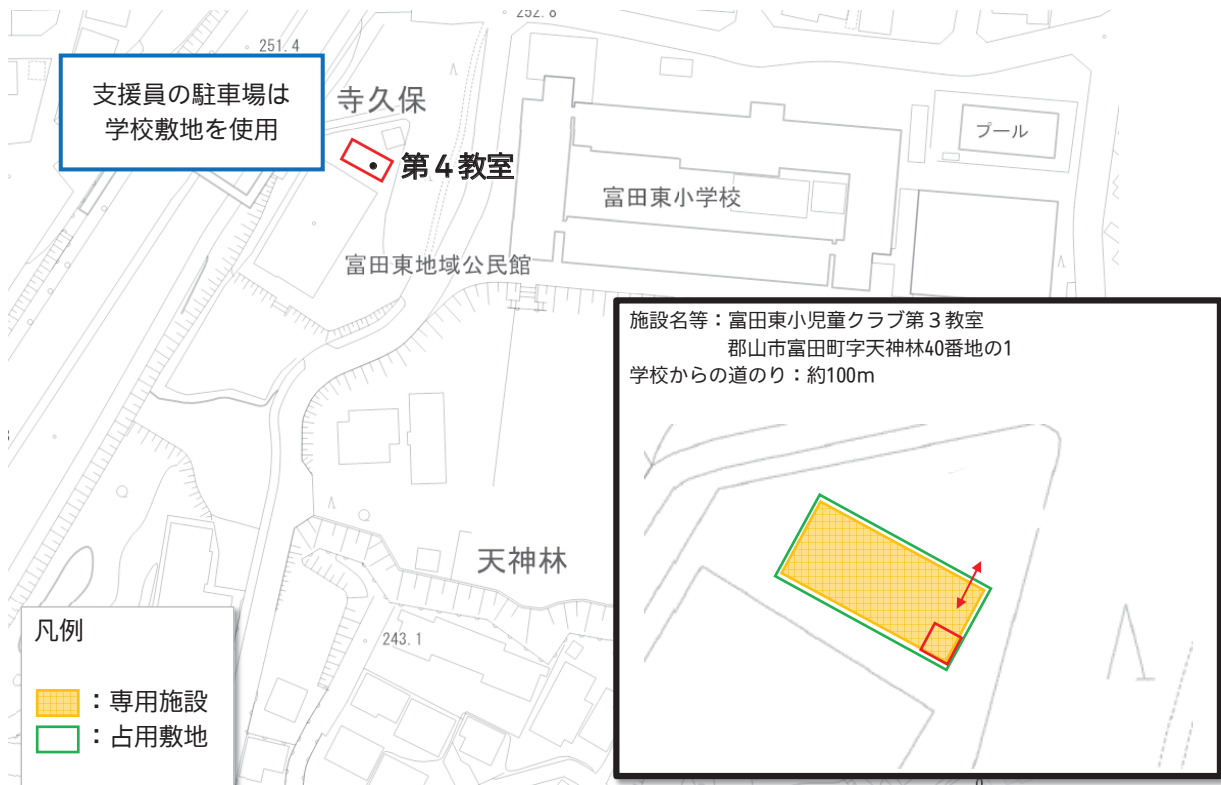 252.8
251.4
支援員の駐車場は
学校敷地を使用
寺久保
第4教室
プール
富田東小学校
富田東地域公民館
施設名等：富田東小児童クラブ第3教室
郡山市富田町字天神林40番地の1
学校からの道のり：約100m
天神林
243.1
凡例
：専用施設
：占用敷地